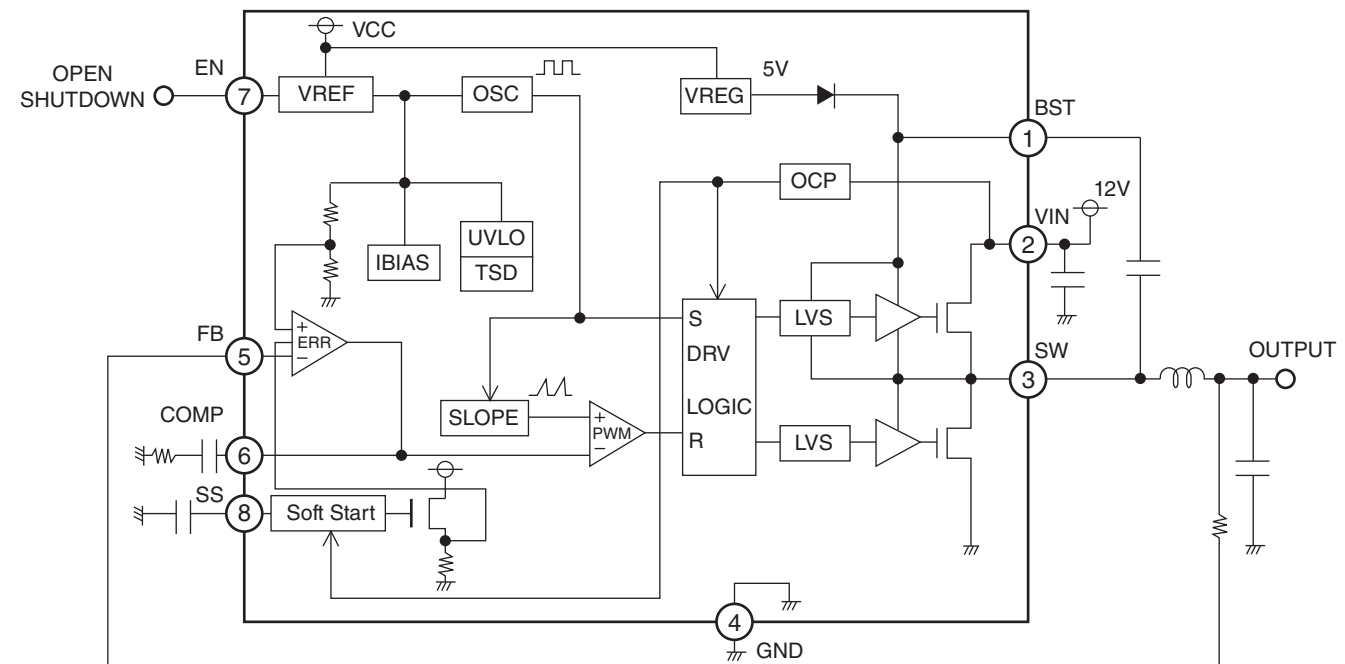 VCC
EN
OPEN
SHUTDOWN
7
VREF
OSC
5V
VREG
BST
1
OCP
12V
VIN
2
UVLO
IBIAS
TSD
S
LVS
FB
5
+
ERR
−
DRV
SW
3
OUTPUT
COMP
SLOPE
LOGIC
+
PWM
−
R
LVS
6
SS
8
Soft Start
4
GND